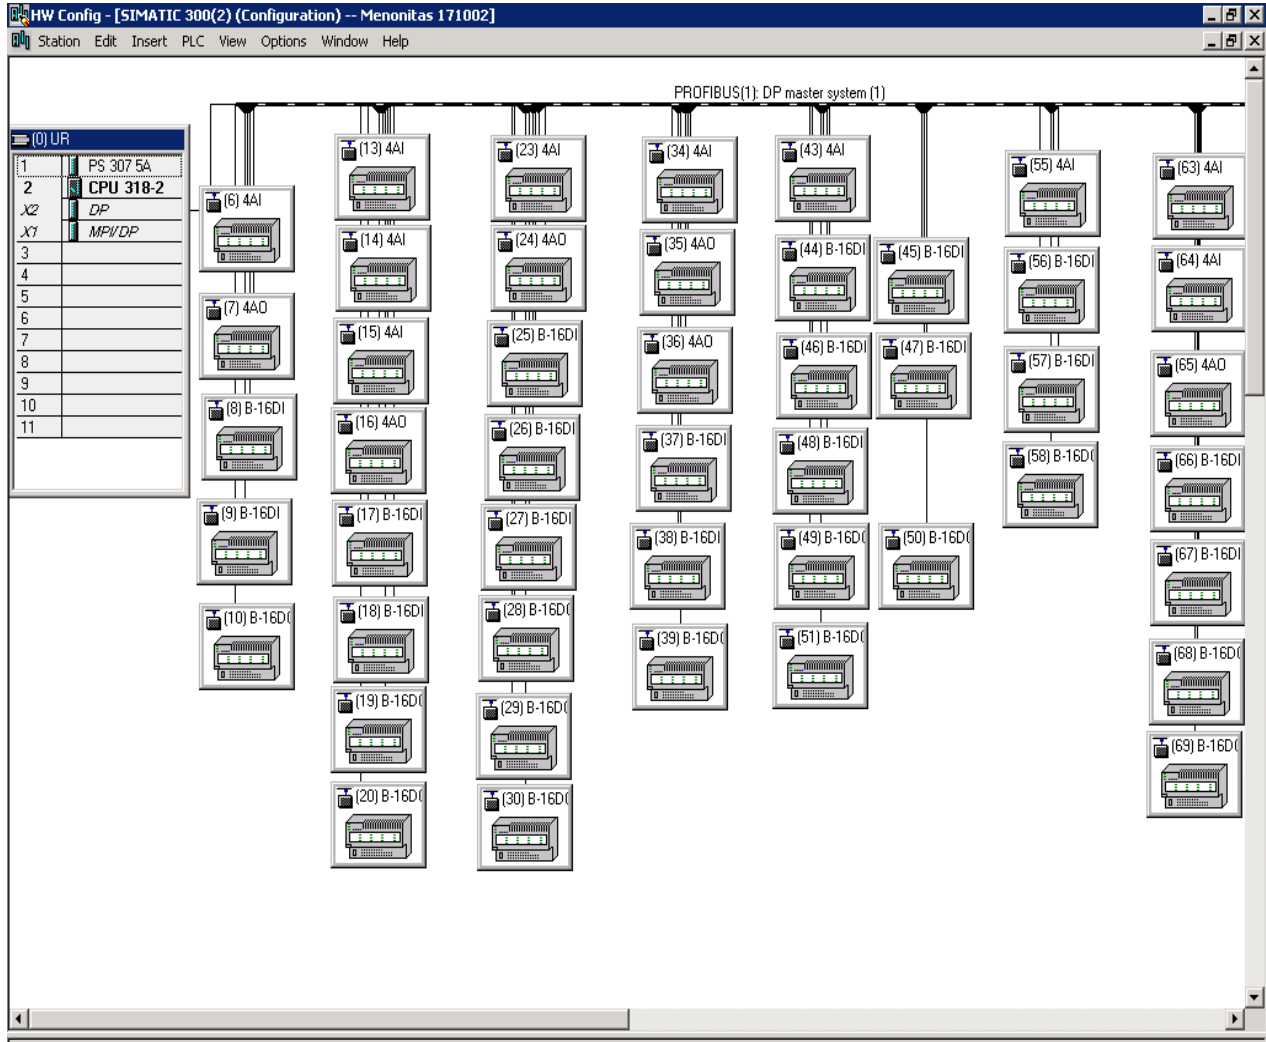 HW Config - [SIMATIC 300(2) (Configuration) -- Menonitas 171002]
Station Edit Insert PLC View Options Window Help
PROFIBUS(1): DP master system (1)
(0) UR
1 PS 307 5A
2 CPU 318-2
X2 DP
X1 MPI/DP
3
4
5
6
7
8
9
10
11
(6) 4AI
(7) 4AO
(8) B-16DI
(9) B-16DI
(10) B-16D(
(13) 4AI
(14) 4AI
(15) 4AI
(16) 4AO
(17) B-16DI
(18) B-16DI
(19) B-16D(
(20) B-16D(
(23) 4AI
(24) 4AO
(25) B-16DI
(26) B-16DI
(27) B-16DI
(28) B-16D(
(29) B-16D(
(30) B-16D(
(34) 4AI
(35) 4AO
(36) 4AO
(37) B-16DI
(38) B-16DI
(39) B-16D(
(43) 4AI
(44) B-16DI
(46) B-16DI
(48) B-16DI
(49) B-16D(
(51) B-16D(
(45) B-16DI
(47) B-16DI
(50) B-16D(
(55) 4AI
(56) B-16DI
(57) B-16DI
(58) B-16D(
(63) 4AI
(64) 4AI
(65) 4AO
(66) B-16DI
(67) B-16DI
(68) B-16D(
(69) B-16D(